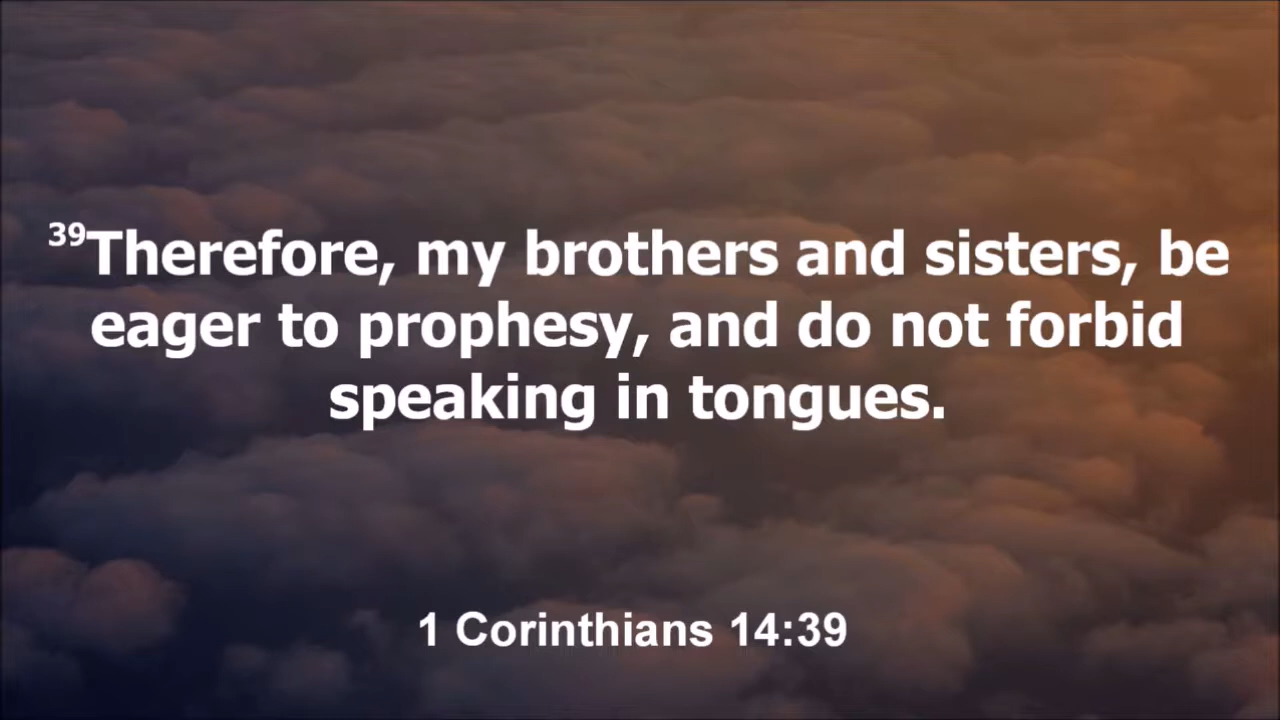 39Therefore, my brothers and sisters, be
eager to prophesy, and do not forbid
speaking in tongues.
1 Corinthians 14:39